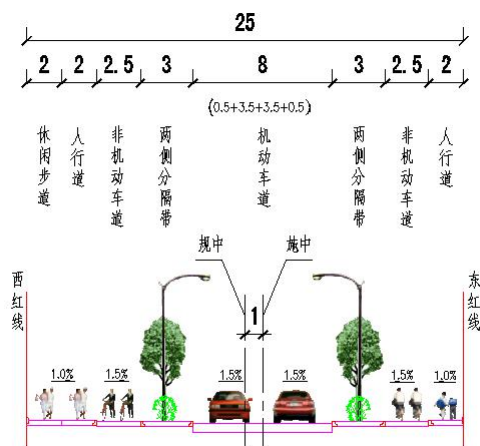 25
2 2 2.5 3 8 3 2.5 2
(0.5+3.5+3.5+0.5)
休闲步道
人行道
非机动车道
两侧分隔带
机动车道
两侧分隔带
非机动车道
人行道
规中
施中
西红线
东红线
1
1.0% 1.5% 1.5% 1.5% 1.5% 1.0%